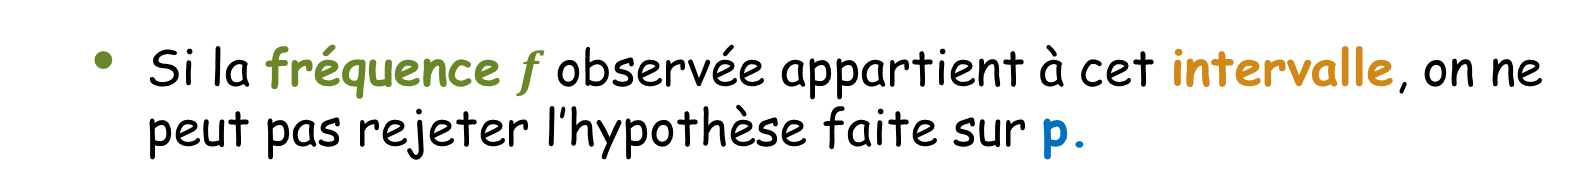 • Si la fréquence f observée appartient à cet intervalle, on ne
peut pas rejeter l'hypothèse faite sur p.